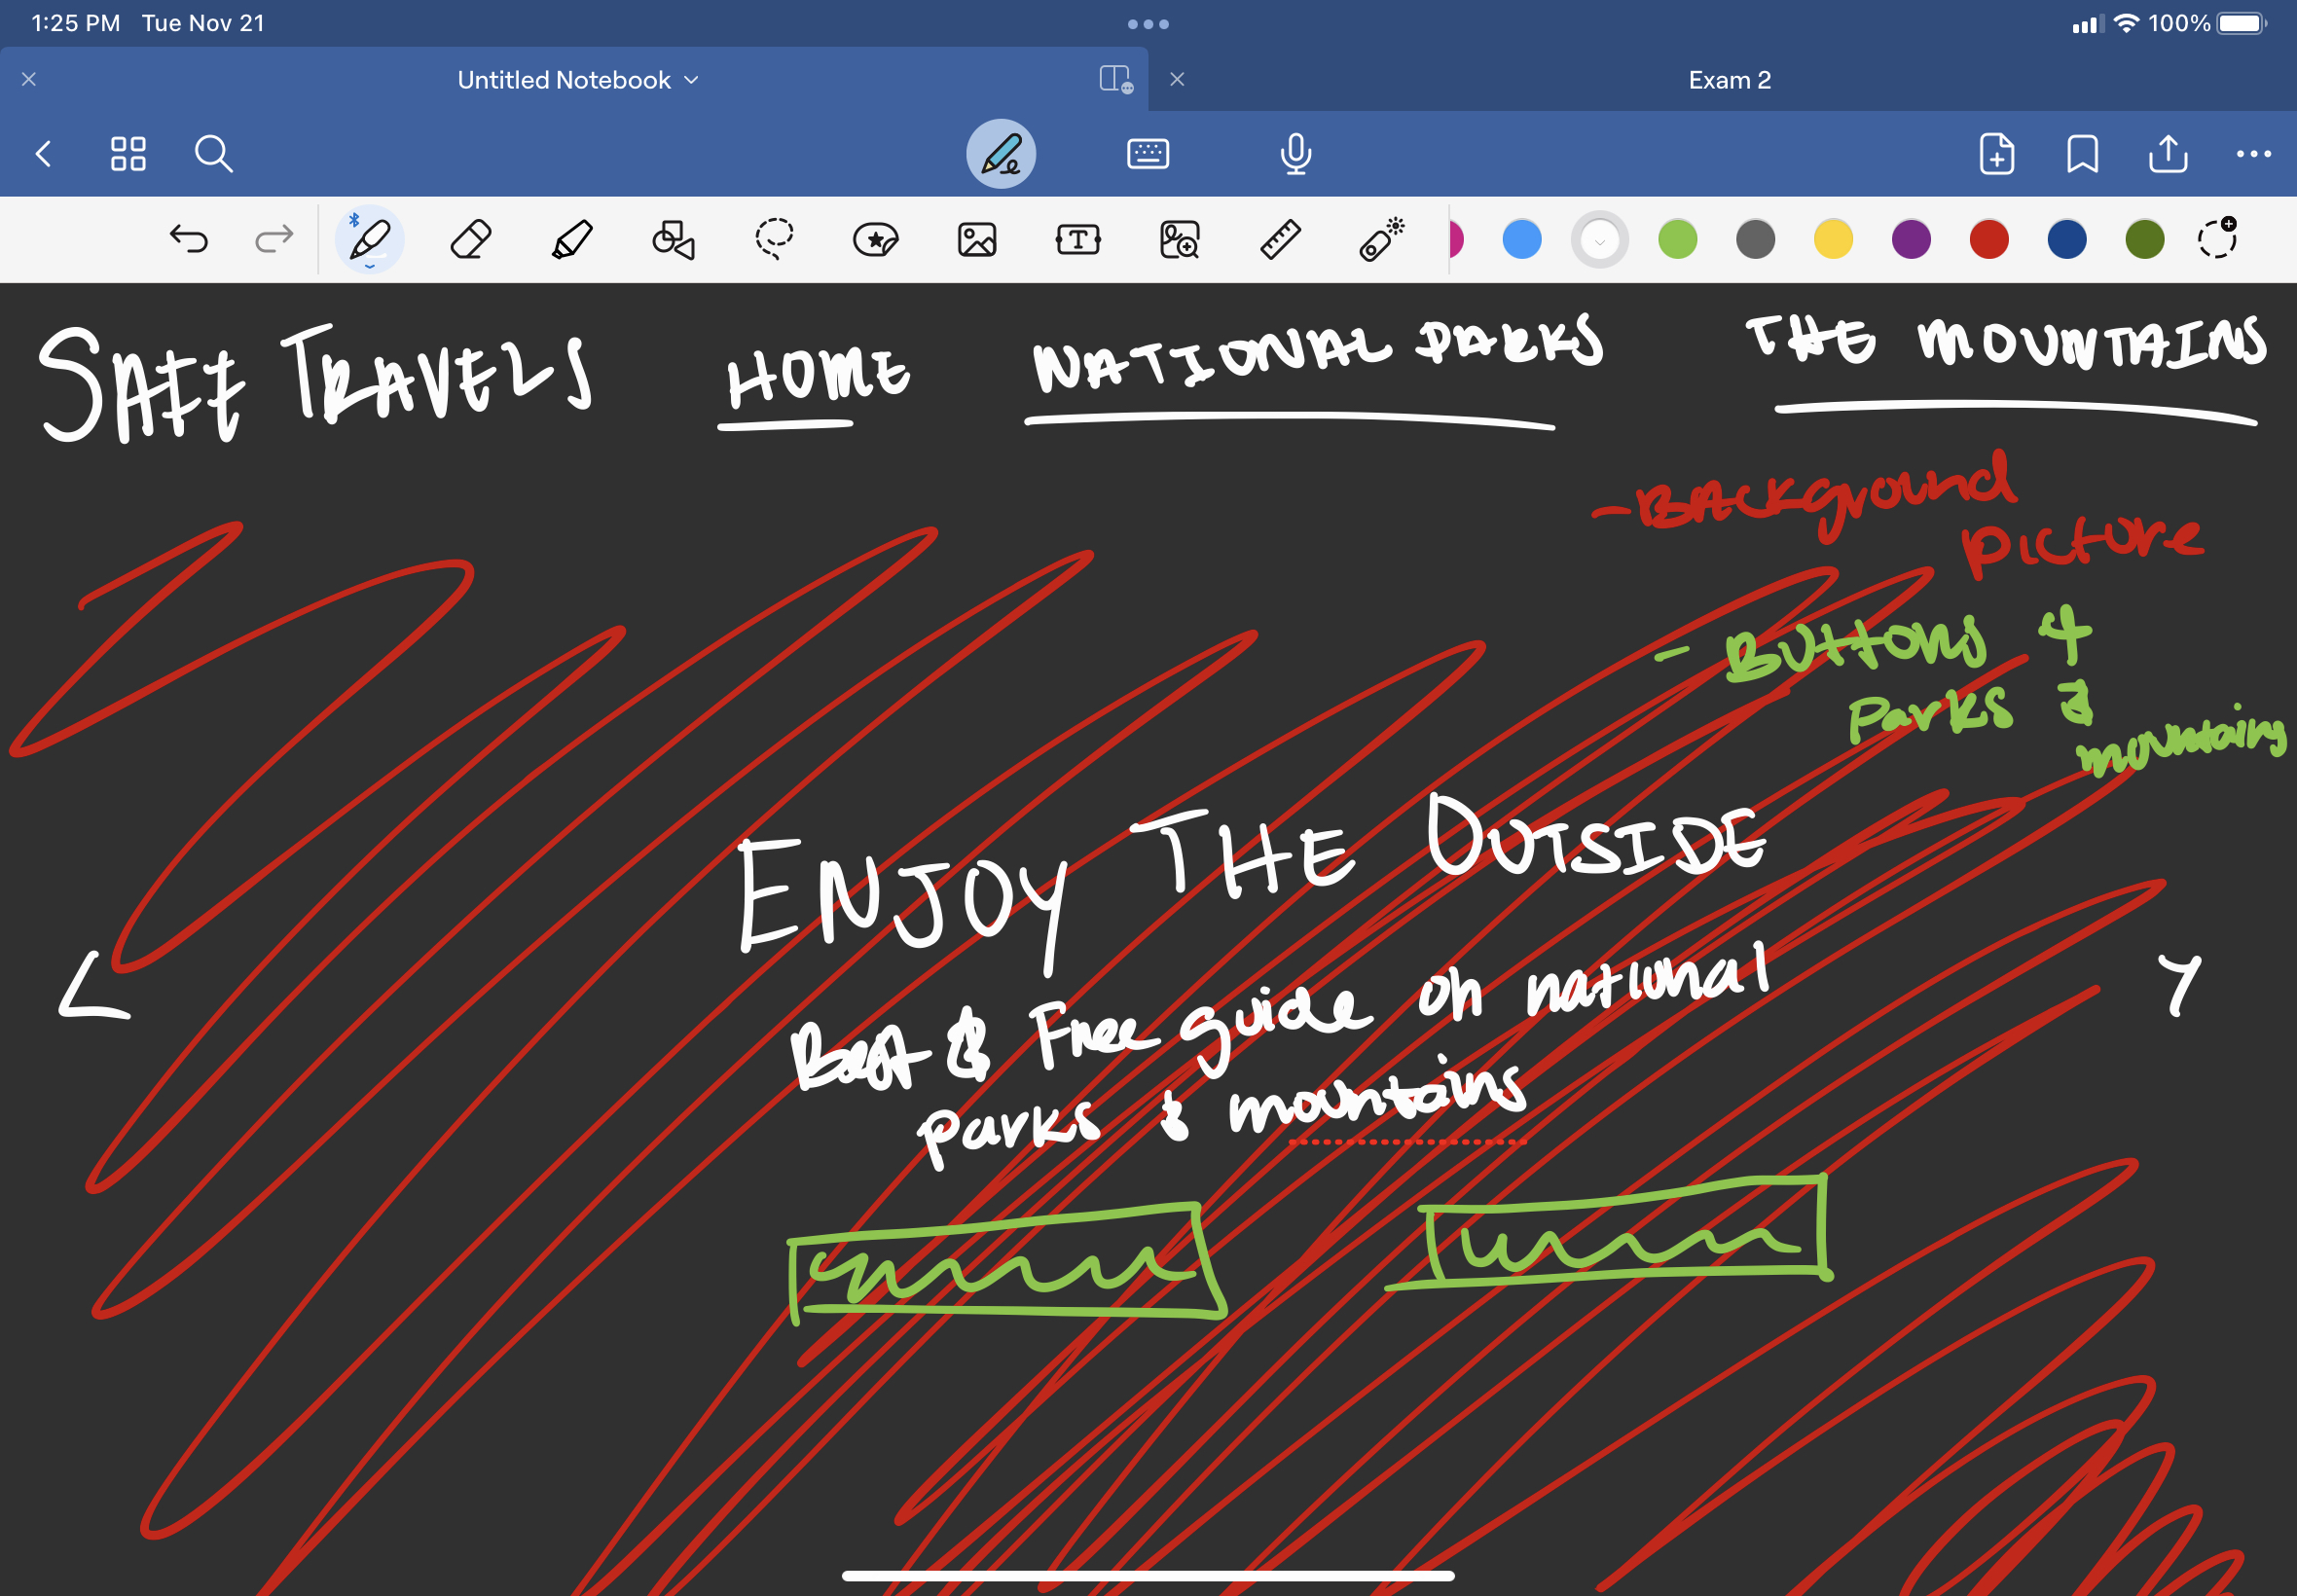 1:25 PM Tue Nov 21 100%
Untitled Notebook Exam 2
SAFE TRAVELS HOME NATIONAL PARKS THE MOUNTAINS
- Background
picture
- Buttons 4
Parks &
mountains
ENJOY THE OUTSIDE
Best & Free guide on national
parks & mountains